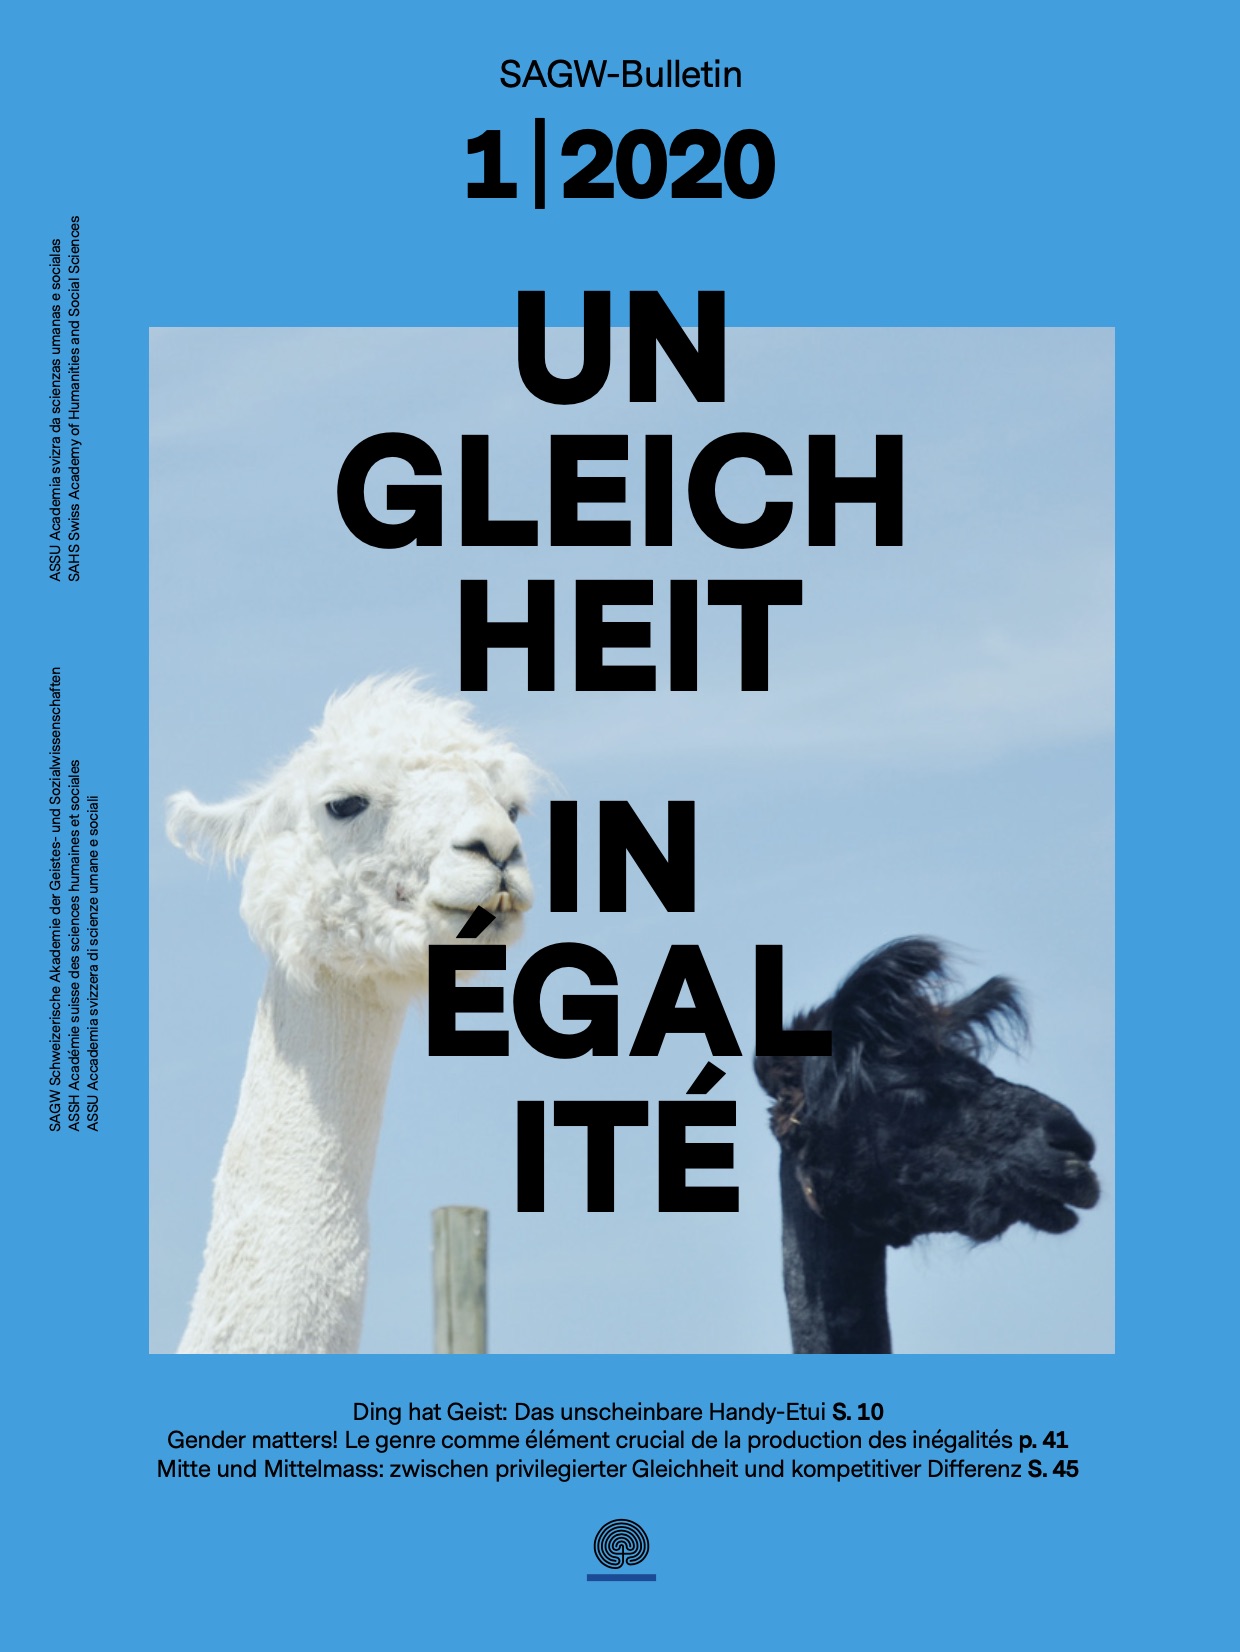 SAGW-Bulletin
1|2020
UN
GLEICH
HEIT
IN
ÉGAL
ITÉ
ASSU Academia svizra da scienzas umanas e socialas
SAHS Swiss Academy of Humanities and Social Sciences
SAGW Schweizerische Akademie der Geistes- und Sozialwissenschaften
ASSH Académie suisse des sciences humaines et sociales
ASSU Accademia svizzera di scienze umane e sociali
Ding hat Geist: Das unscheinbare Handy-Etui S. 10
Gender matters! Le genre comme élément crucial de la production des inégalités p. 41
Mitte und Mittelmass: zwischen privilegierter Gleichheit und kompetitiver Differenz S. 45